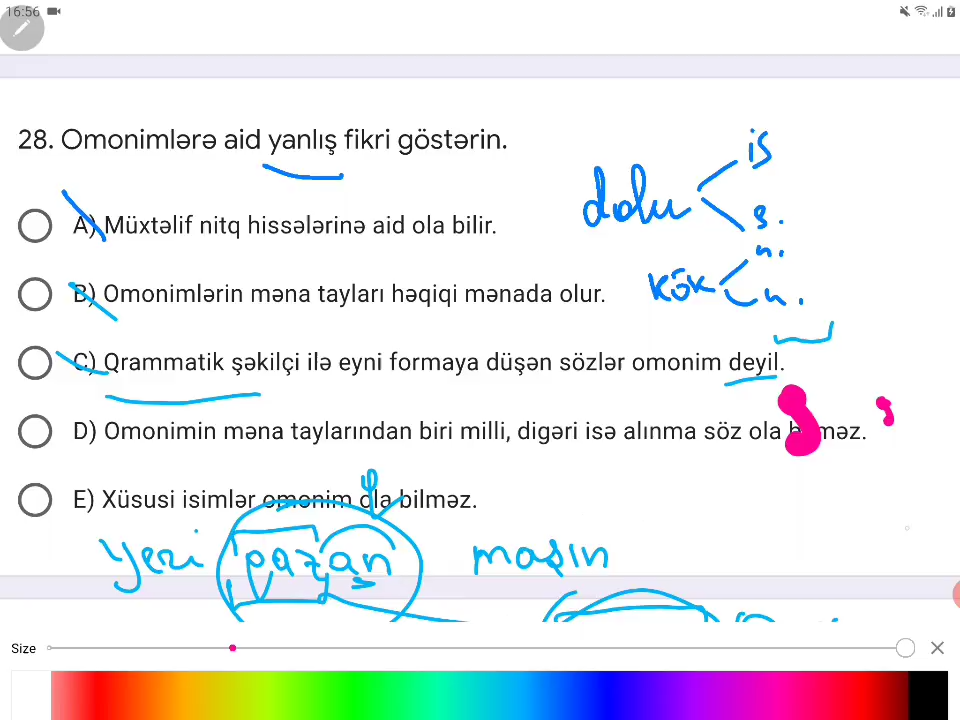 16:56
28. Omonimlərə aid yanlış fikri göstərin.
dolu is
s.
A) Müxtəlif nitq hissələrinə aid ola bilir.
kök n.
n.
B) Omonimlərin məna tayları həqiqi mənada olur.
C) Qrammatik şəkilçi ilə eyni formaya düşən sözlər omonim deyil.
D) Omonimin məna taylarından biri milli, digəri isə alınma söz ola bilməz.
E) Xüsusi isimlər omonim ola bilməz.
yeri qazan maşın
Size